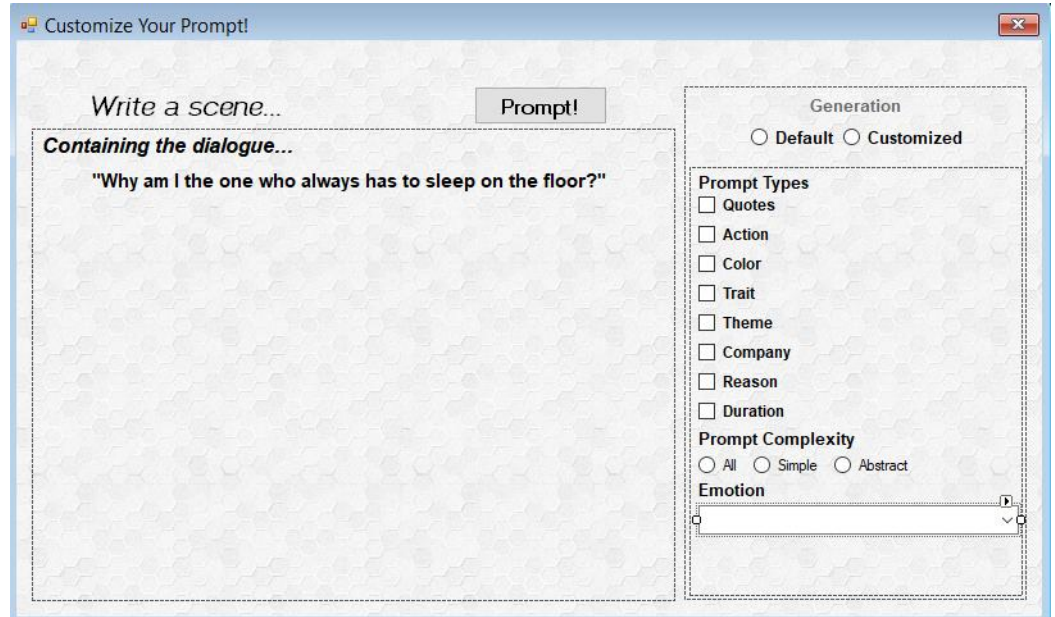 Customize Your Prompt!
Write a scene...
Prompt!
Containing the dialogue...
"Why am I the one who always has to sleep on the floor?"
Generation
Default Customized
Prompt Types
Quotes
Action
Color
Trait
Theme
Company
Reason
Duration
Prompt Complexity
All Simple Abstract
Emotion